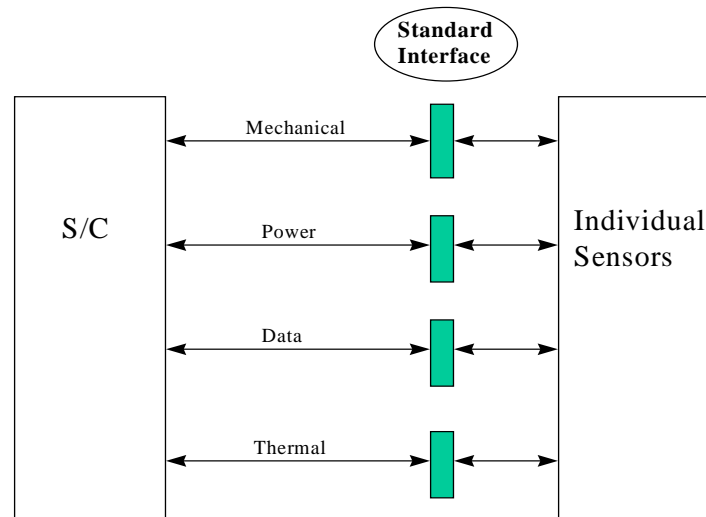 Standard
Interface
Mechanical
S/C
Power
Individual
Sensors
Data
Thermal